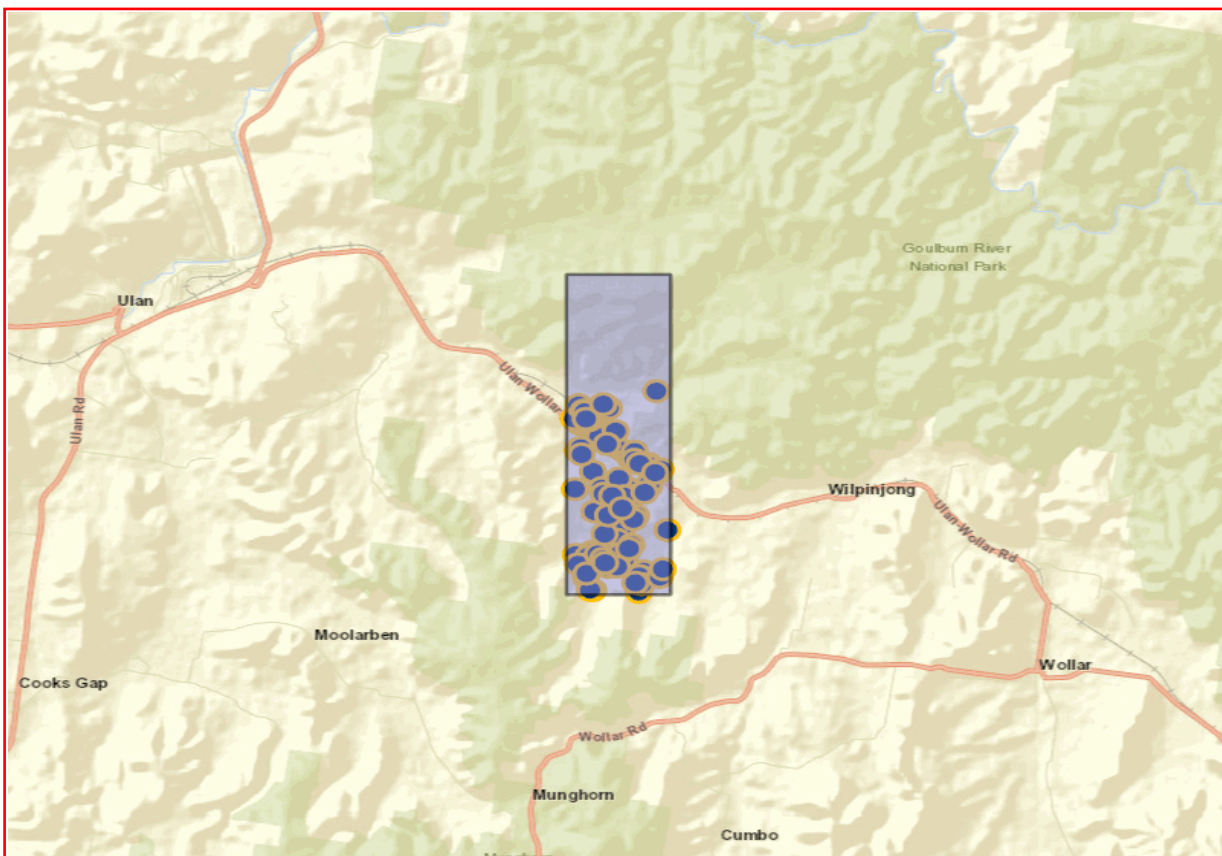 Goulburn River
National Park
Ulan
Ulan Wollar
Ulan Rd
Wilpinjong
Ulan-Wollar Rd
Moolarben
Wollar
Cooks Gap
Wollar Rd
Munghorn
Cumbo